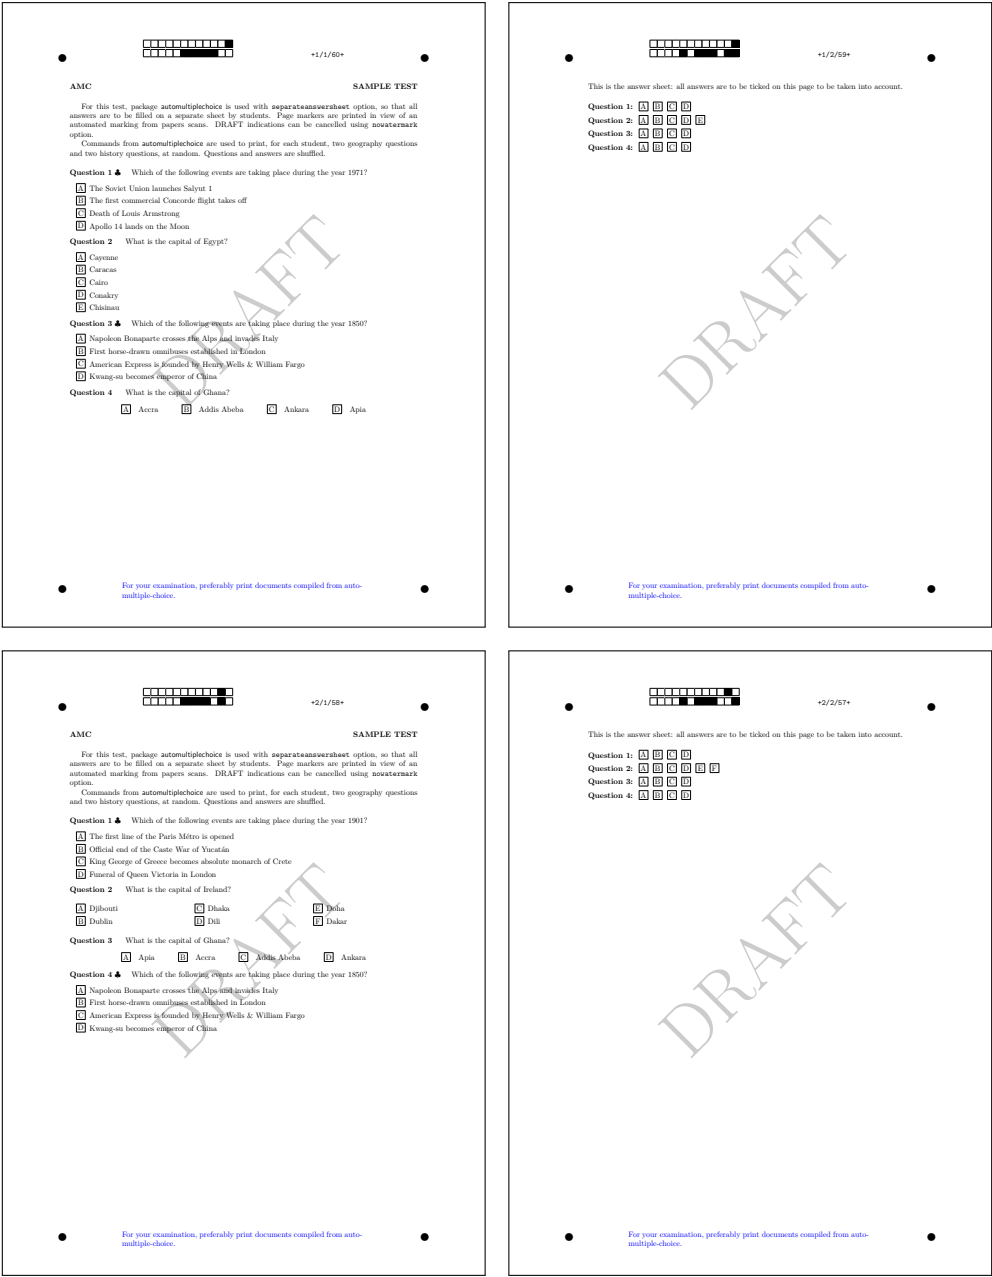 +1/1/60+
AMC SAMPLE TEST
For this test, package automultiplechoice is used with separateanswersheet option, so that all
answers are to be filled on a separate sheet by students. Page markers are printed in view of an
automated marking from papers scans. DRAFT indications can be cancelled using nowatermark
option.
Commands from automultiplechoice are used to print, for each student, two geography questions
and two history questions, at random. Questions and answers are shuffled.
Question 1 ♣ Which of the following events are taking place during the year 1971?
A The Soviet Union launches Salyut 1
B The first commercial Concorde flight takes off
C Death of Louis Armstrong
D Apollo 14 lands on the Moon
Question 2 What is the capital of Egypt?
A Cayenne
B Caracas
C Cairo
D Conakry
E Chisinau
Question 3 ♣ Which of the following events are taking place during the year 1850?
A Napoleon Bonaparte crosses the Alps and invades Italy
B First horse-drawn omnibuses established in London
C American Express is founded by Henry Wells & William Fargo
D Kwang-su becomes emperor of China
Question 4 What is the capital of Ghana?
A Accra B Addis Abeba C Ankara D Apia
DRAFT
For your examination, preferably print documents compiled from auto-
multiple-choice.
+1/2/59+
This is the answer sheet: all answers are to be ticked on this page to be taken into account.
Question 1: A B C D
Question 2: A B C D E
Question 3: A B C D
Question 4: A B C D
DRAFT
For your examination, preferably print documents compiled from auto-
multiple-choice.
+2/1/58+
AMC SAMPLE TEST
For this test, package automultiplechoice is used with separateanswersheet option, so that all
answers are to be filled on a separate sheet by students. Page markers are printed in view of an
automated marking from papers scans. DRAFT indications can be cancelled using nowatermark
option.
Commands from automultiplechoice are used to print, for each student, two geography questions
and two history questions, at random. Questions and answers are shuffled.
Question 1 ♣ Which of the following events are taking place during the year 1901?
A The first line of the Paris Métro is opened
B Official end of the Caste War of Yucatán
C King George of Greece becomes absolute monarch of Crete
D Funeral of Queen Victoria in London
Question 2 What is the capital of Ireland?
A Djibouti C Dhaka E Doha
B Dublin D Dili F Dakar
Question 3 What is the capital of Ghana?
A Apia B Accra C Addis Abeba D Ankara
Question 4 ♣ Which of the following events are taking place during the year 1850?
A Napoleon Bonaparte crosses the Alps and invades Italy
B First horse-drawn omnibuses established in London
C American Express is founded by Henry Wells & William Fargo
D Kwang-su becomes emperor of China
DRAFT
For your examination, preferably print documents compiled from auto-
multiple-choice.
+2/2/57+
This is the answer sheet: all answers are to be ticked on this page to be taken into account.
Question 1: A B C D
Question 2: A B C D E F
Question 3: A B C D
Question 4: A B C D
DRAFT
For your examination, preferably print documents compiled from auto-
multiple-choice.